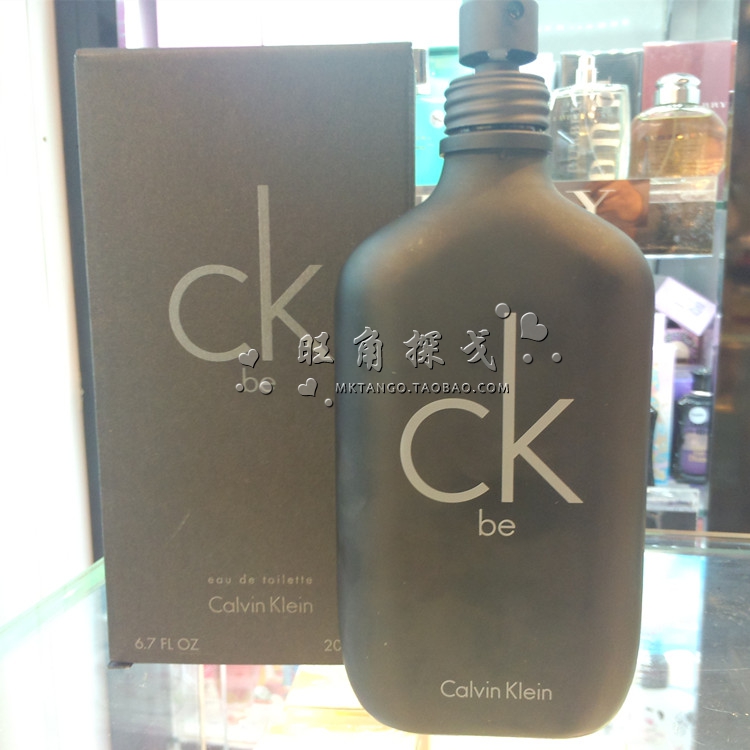 ck
be
eau de toilette
Calvin Klein
6.7 FL OZ
20
旺角探戈
MKTANGO.TAOBAO.COM
ck
be
Calvin Klein
Y